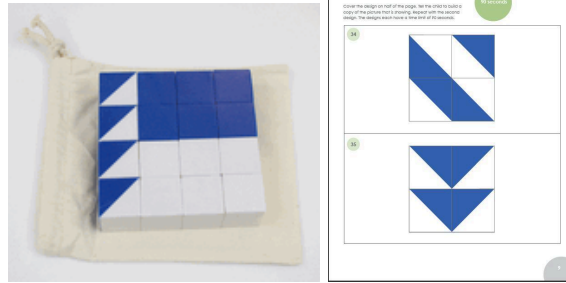 Cover the design on half of the page. Tell the child to build a
copy of the picture that is showing. Repeat with the second
design. The designs each have a time limit of 90 seconds.
90 seconds
34
35